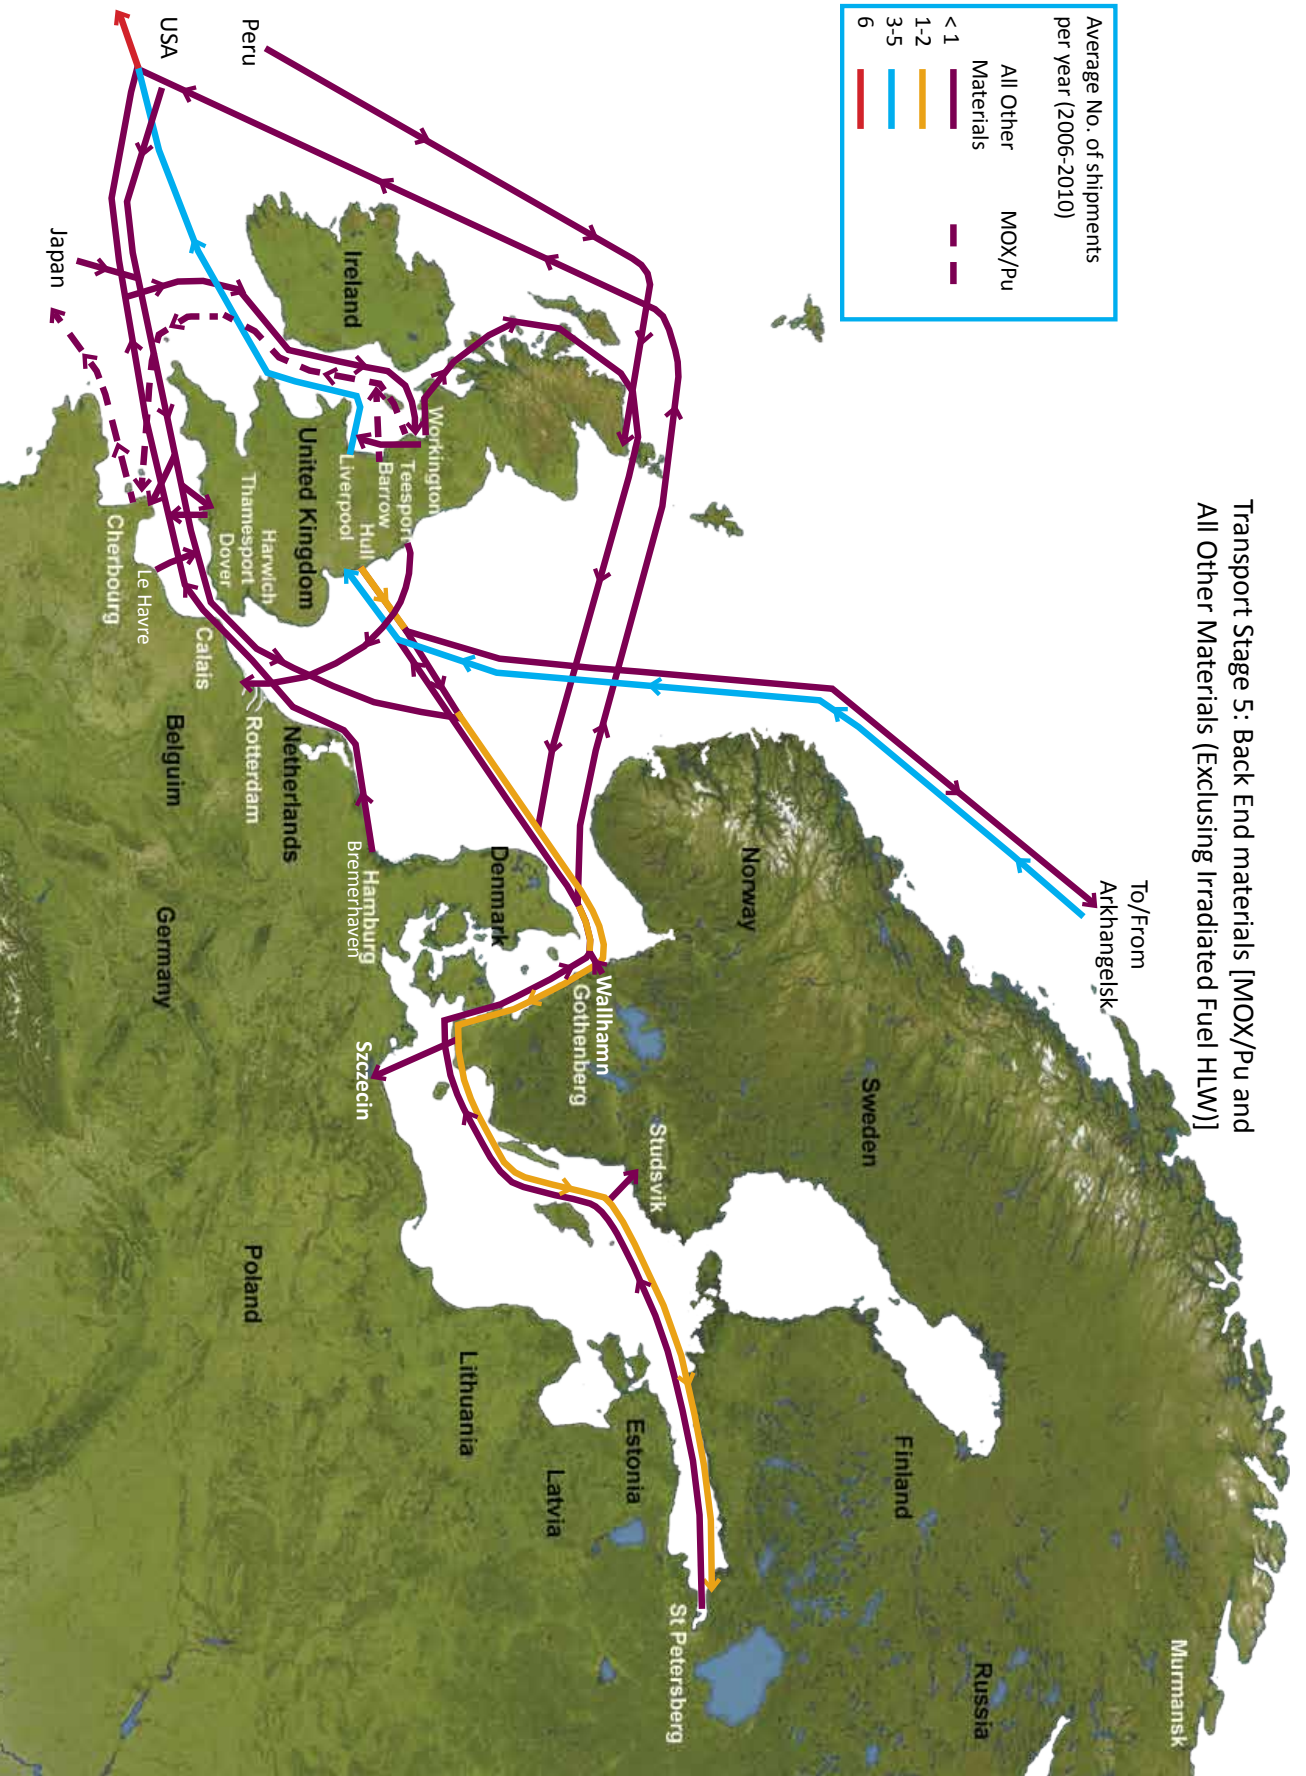 Transport Stage 5: Back End materials [MOX/Pu and
All Other Materials (Exclusing Irradiated Fuel HLW)]
Average No. of shipments
per year (2006-2010)
All Other
Materials
MOX/Pu
< 1
1-2
3-5
6
To/From
Arkhangelsk
Murmansk
Norway
Sweden
Finland
Russia
Wallhamn
Gothenberg
Studsvik
St Petersberg
Estonia
Latvia
Lithuania
Denmark
Szczecin
Poland
Hamburg
Bremerhaven
Germany
Netherlands
Rotterdam
Belguim
Calais
Le Havre
Cherbourg
Ireland
United Kingdom
Workington
Teesport
Barrow
Liverpool
Hull
Harwich
Thamesport
Dover
Peru
USA
Japan